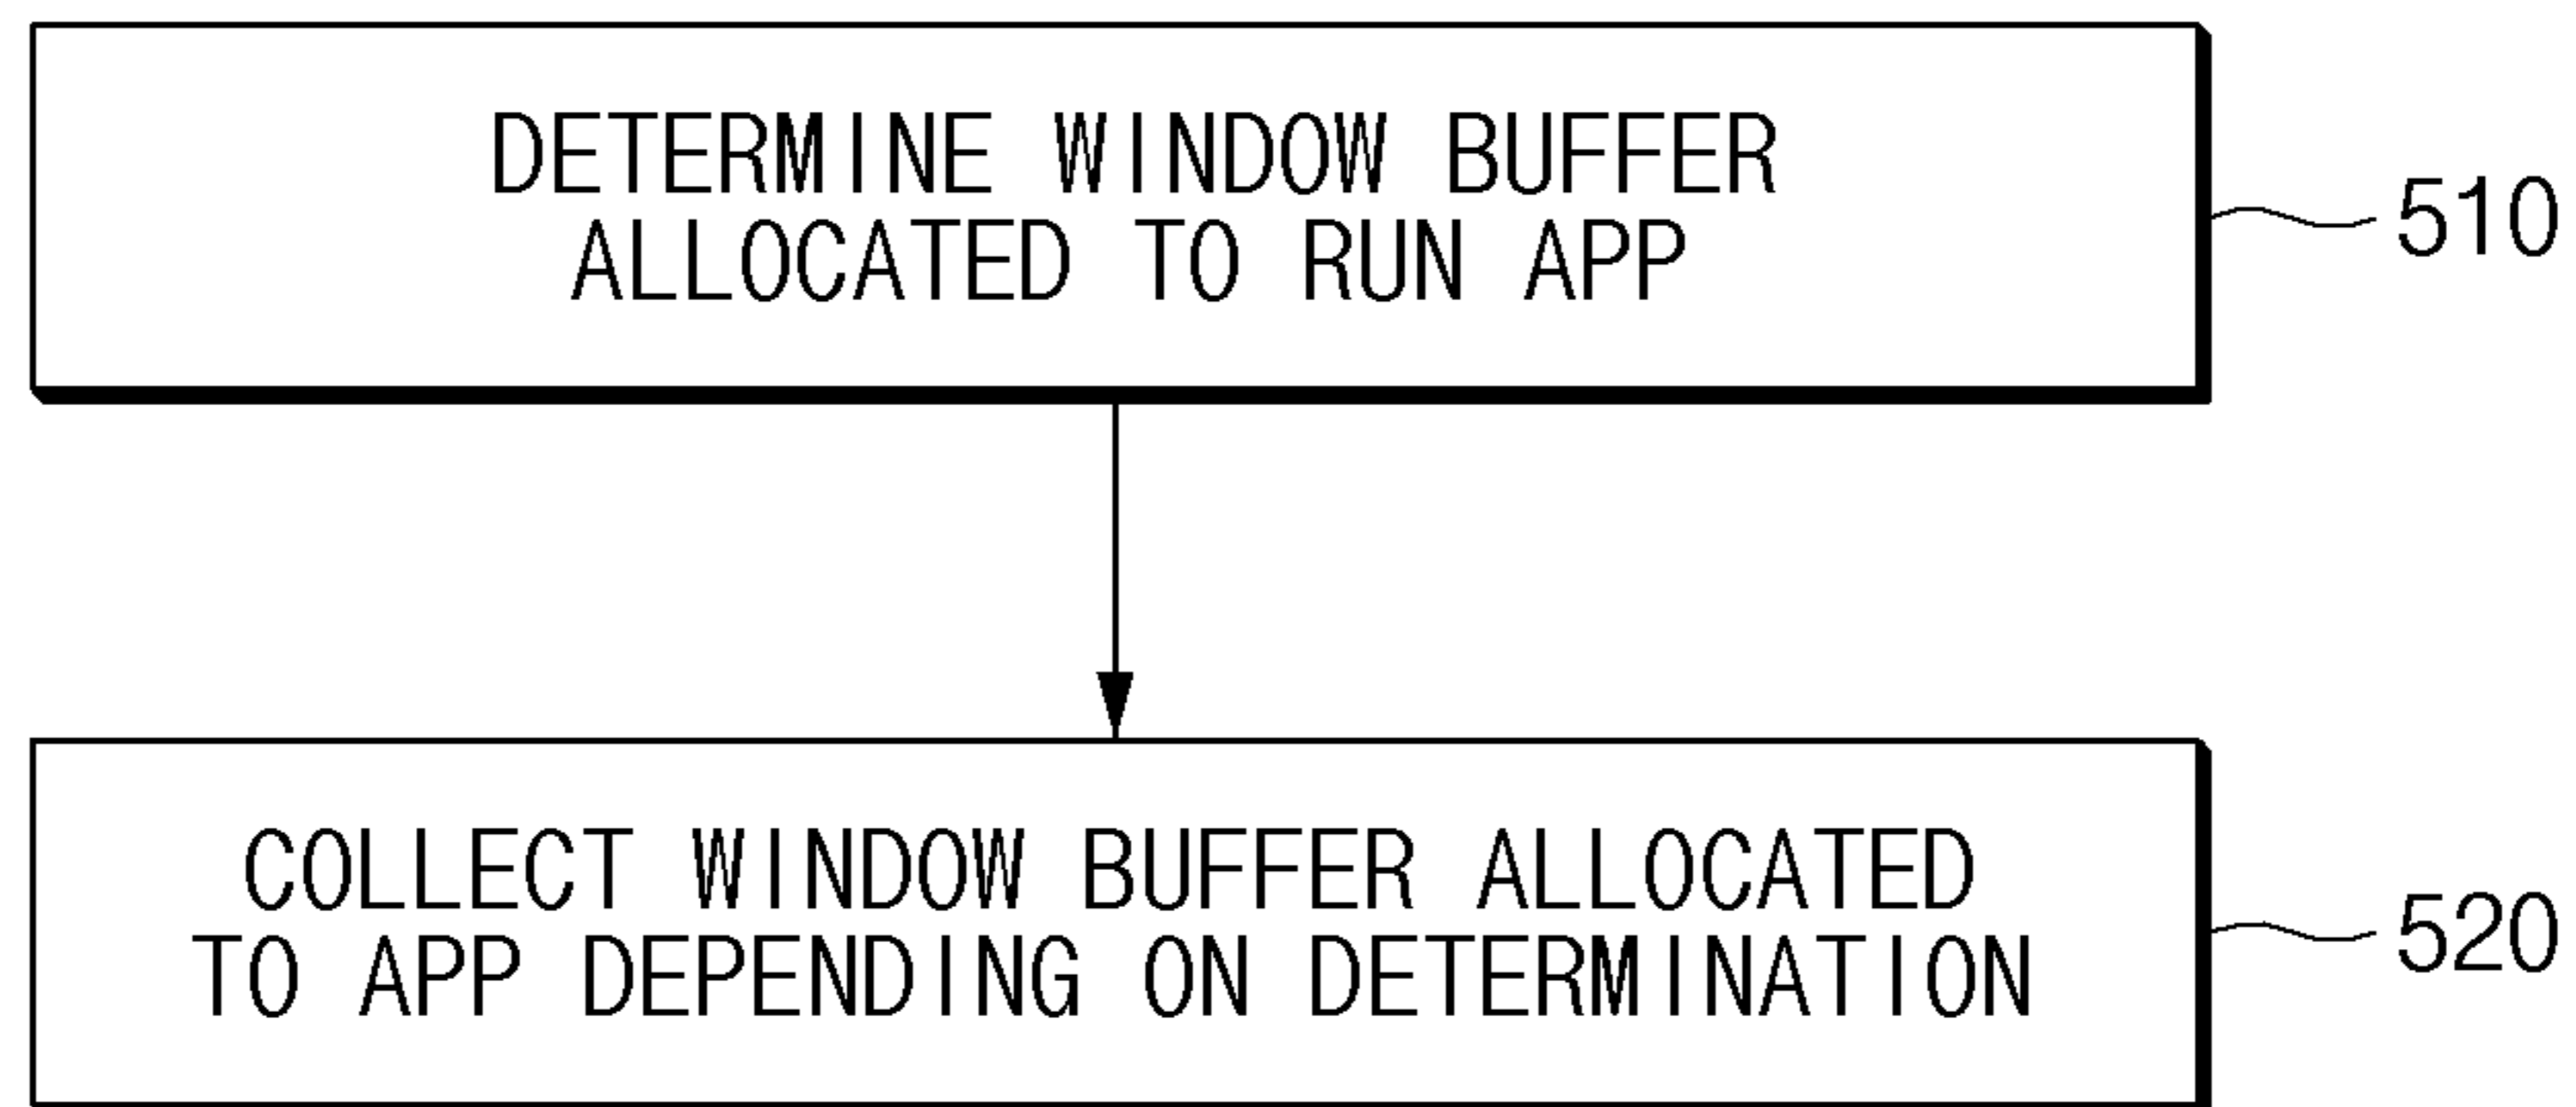 DETERMINE WINDOW BUFFER
ALLOCATED TO RUN APP
510
COLLECT WINDOW BUFFER ALLOCATED
TO APP DEPENDING ON DETERMINATION
520